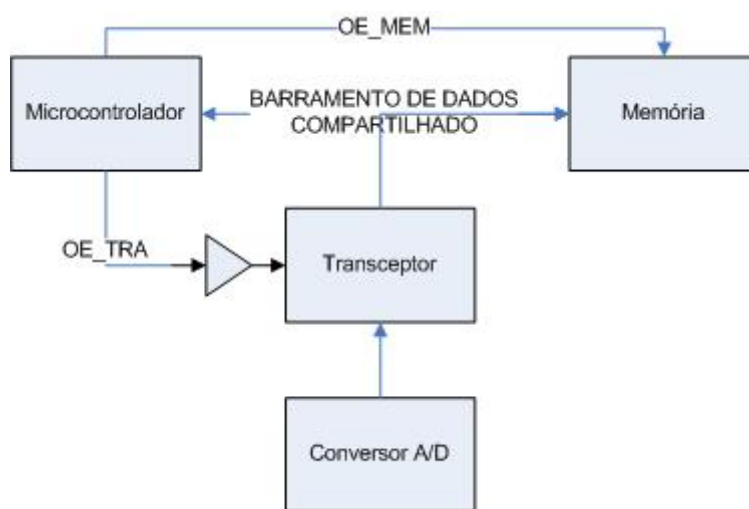 OE_MEM
Microcontrolador
BARRAMENTO DE DADOS
COMPARTILHADO
Memória
OE_TRA
Transceptor
Conversor A/D